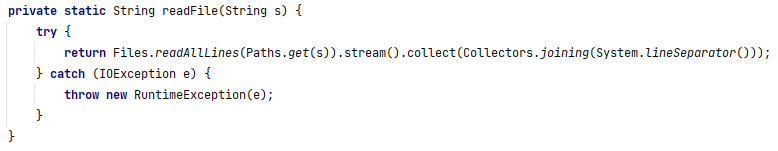 private static String readFile(String s) {
    try {
        return Files.readAllLines(Paths.get(s)).stream().collect(Collectors.joining(System.lineSeparator()));
    } catch (IOException e) {
        throw new RuntimeException(e);
    }
}